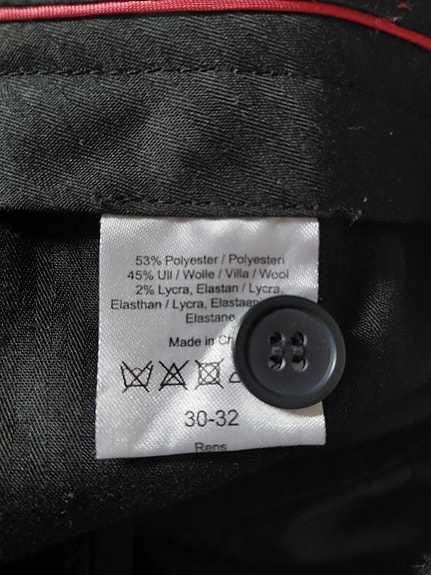 53% Polyester / Polyesteri
45% Ull / Wolle / Villa / Wool
2% Lycra, Elastan / Lycra,
Elasthan / Lycra,
Elastane
Made in
30-32
Rens